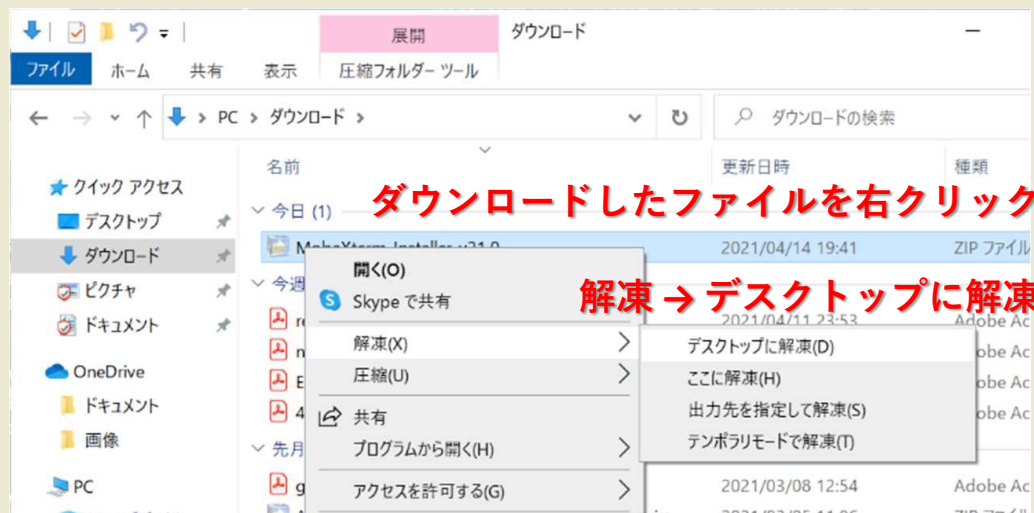 展開
ダウンロード
ファイル
ホーム
共有
表示
圧縮フォルダー ツール
PC > ダウンロード >
ダウンロードの検索
クイック アクセス
デスクトップ
ダウンロード
ピクチャ
ドキュメント
OneDrive
ドキュメント
画像
PC
名前
更新日時
種類
今日 (1)
ダウンロードしたファイルを右クリック
2021/04/14 19:41
ZIP ファイル
今週
解凍 → デスクトップに解凍
2021/04/11 23:53
Adobe Ac
obe Ac
obe Ac
obe Ac
先月
2021/03/08 12:54
Adobe Ac
開く(O)
Skype で共有
解凍(X)
圧縮(U)
共有
プログラムから開く(H)
アクセスを許可する(G)
デスクトップに解凍(D)
ここに解凍(H)
出力先を指定して解凍(S)
テンポラリモードで解凍(T)